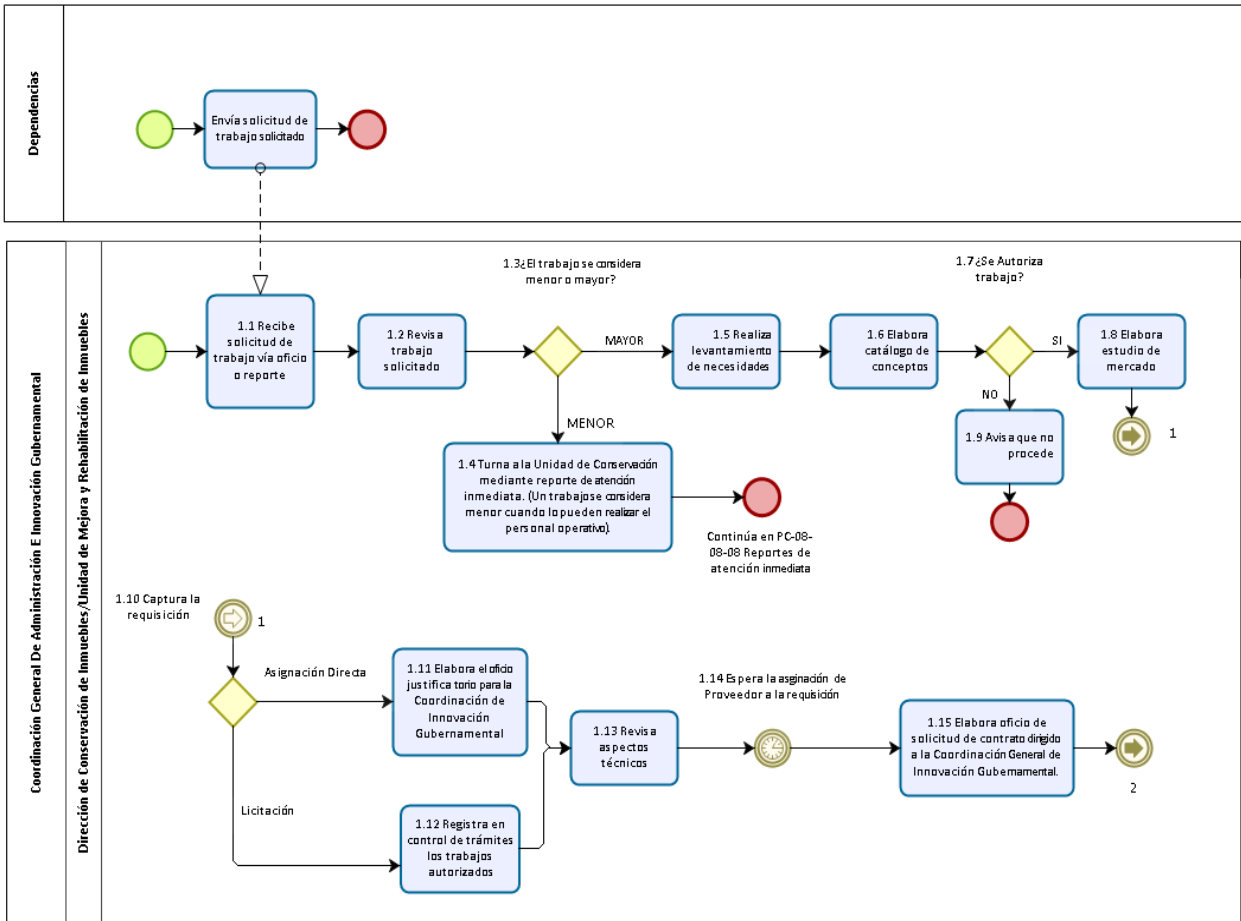 Dependencias
Envía solicitud de
trabajo solicitado
Coordinación General De Administración E Innovación Gubernamental
Dirección de Conservación de Inmuebles/Unidad de Mejora y Rehabilitación de Inmuebles
1.1 Recibe
solicitud de
trabajo vía oficio
o reporte
1.2 Revisa
trabajo
solicitado
1.3¿El trabajo se considera
menor o mayor?
MAYOR
MENOR
1.4 Turna a la Unidad de Conservación
mediante reporte de atención
inmediata. (Un trabajo se considera
menor cuando lo pueden realizar el
personal operativo).
Continúa en PC-08-
08-08 Reportes de
atención inmediata
1.5 Realiza
levantamiento
de necesidades
1.6 Elabora
catálogo de
conceptos
1.7 ¿Se Autoriza
trabajo?
SI
NO
1.8 Elabora
estudio de
mercado
1
1.9 Avisa que no
procede
1.10 Captura la
requisición
1
Asignación Directa
Licitación
1.11 Elabora el oficio
justificatorio para la
Coordinación de
Innovación
Gubernamental
1.12 Registra en
control de trámites
los trabajos
autorizados
1.13 Revisa
aspectos
técnicos
1.14 Espera la asginación de
Proveedor a la requisición
1.15 Elabora oficio de
solicitud de contrato dirigido
a la Coordinación General de
Innovación Gubernamental.
2